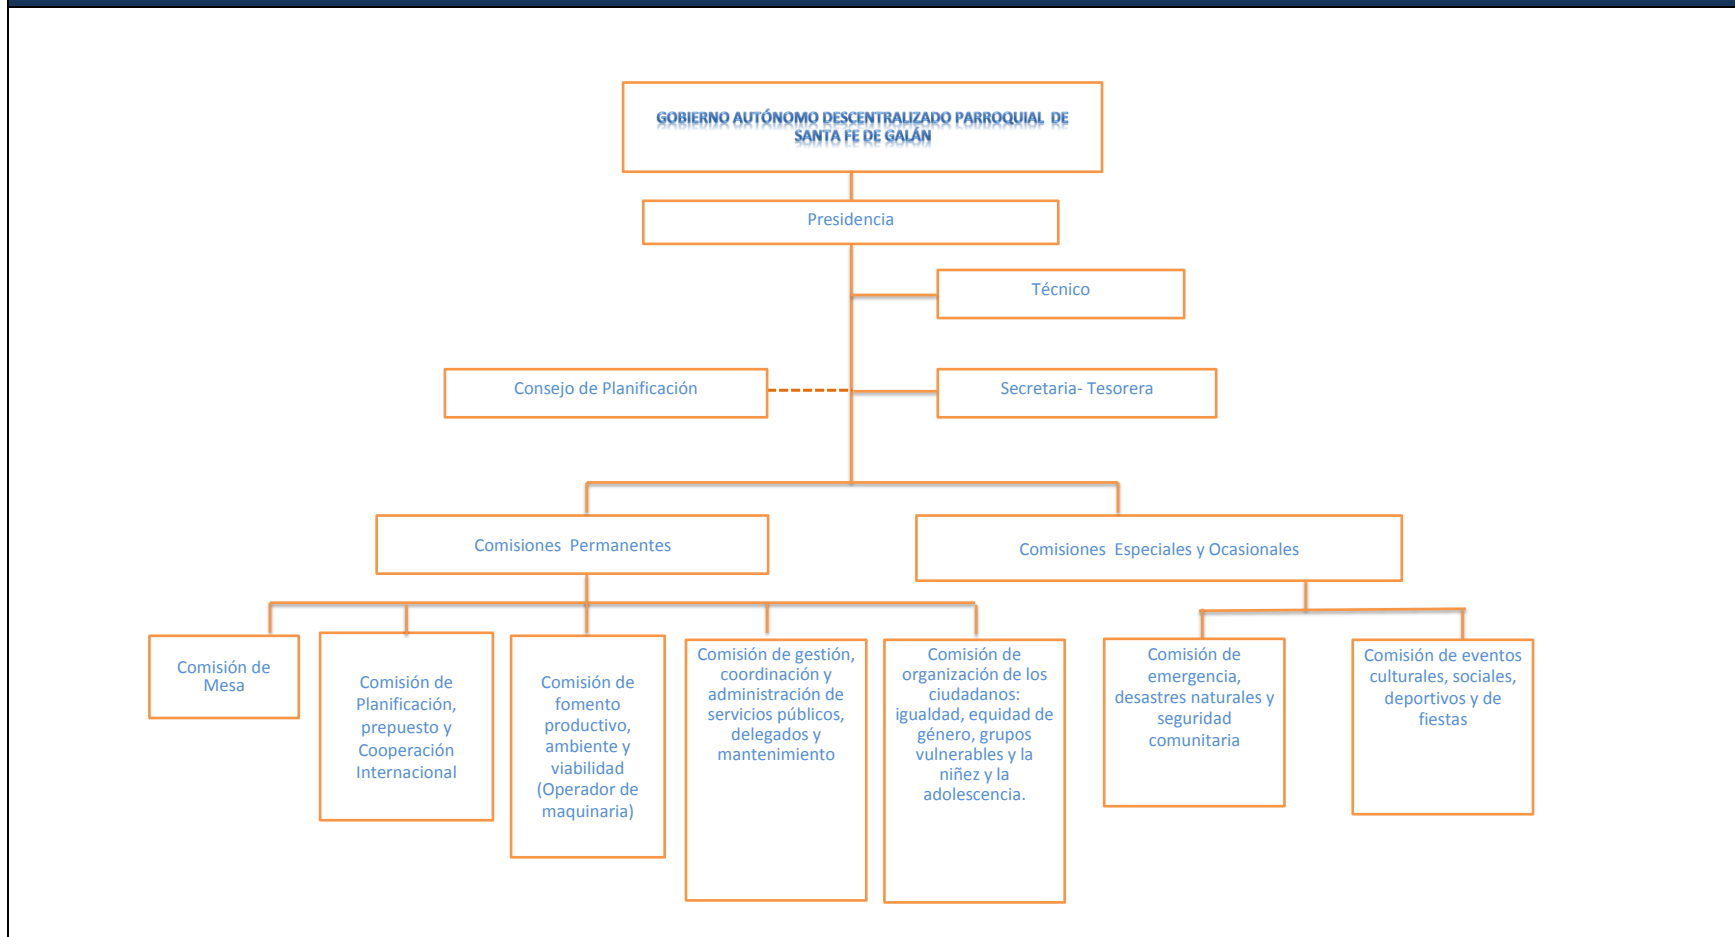 GOBIERNO AUTÓNOMO DESCENTRALIZADO PARROQUIAL DE
SANTA FE DE GALÁN
Presidencia
Técnico
Consejo de Planificación
Secretaria- Tesorera
Comisiones Permanentes
Comisiones Especiales y Ocasionales
Comisión de
Mesa
Comisión de
Planificación,
prepuesto y
Cooperación
Internacional
Comisión de
fomento
productivo,
ambiente y
viabilidad
(Operador de
maquinaria)
Comisión de gestión,
coordinación y
administración de
servicios públicos,
delegados y
mantenimiento
Comisión de
organización de los
ciudadanos:
igualdad, equidad de
género, grupos
vulnerables y la
niñez y la
adolescencia.
Comisión de
emergencia,
desastres naturales y
seguridad
comunitaria
Comisión de eventos
culturales, sociales,
deportivos y de
fiestas